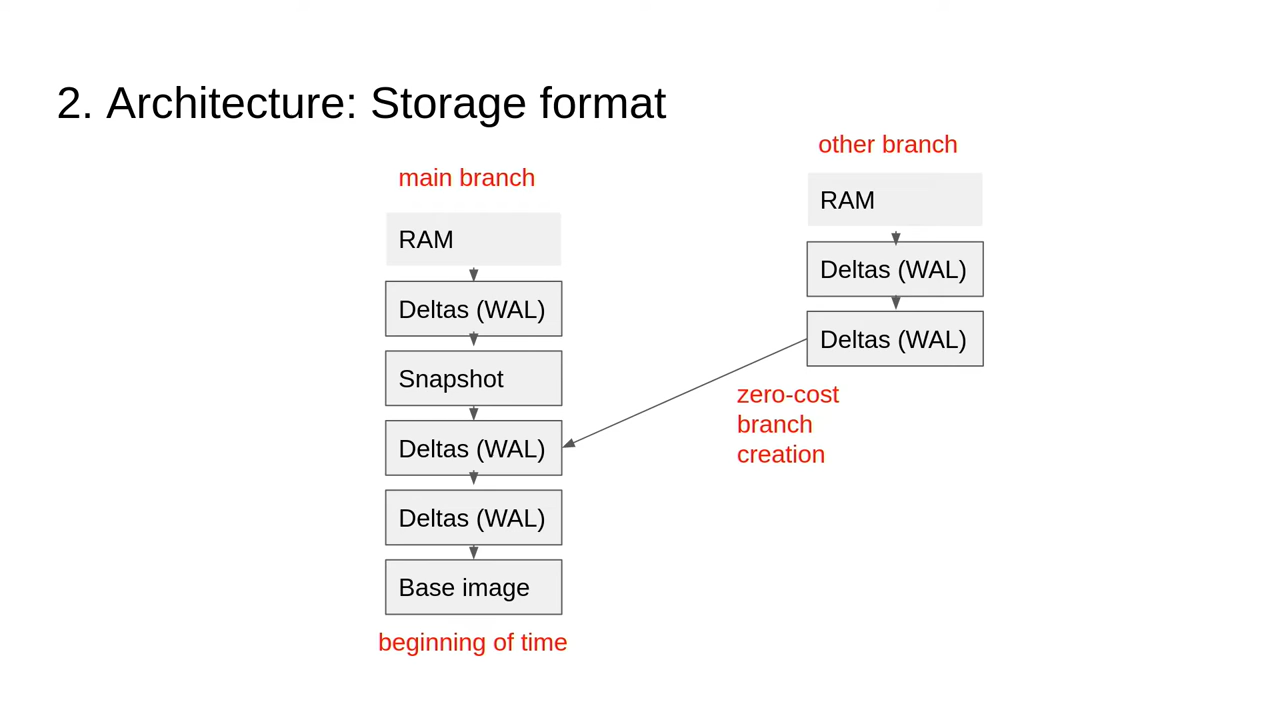 2. Architecture: Storage format
main branch
RAM
Deltas (WAL)
Snapshot
Deltas (WAL)
Deltas (WAL)
Base image
beginning of time
other branch
RAM
Deltas (WAL)
Deltas (WAL)
zero-cost
branch
creation